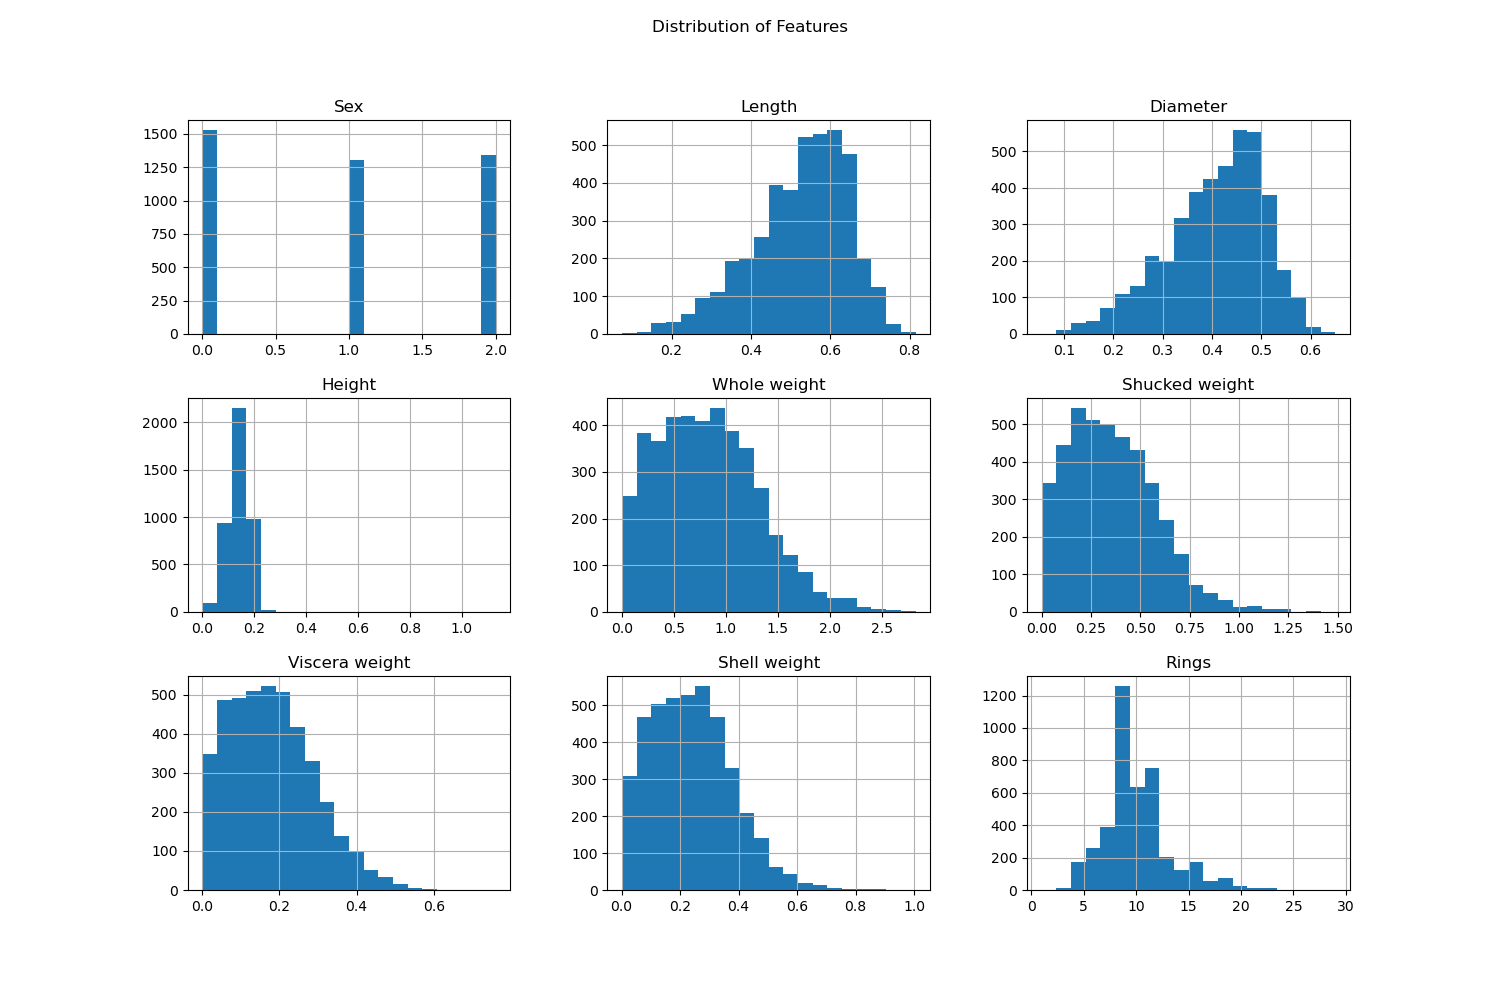 Distribution of Features
Sex
Length
Diameter
1500
1250
1000
750
500
250
0
0.0 0.5 1.0 1.5 2.0
500
400
300
200
100
0
0.2 0.4 0.6 0.8
500
400
300
200
100
0
0.1 0.2 0.3 0.4 0.5 0.6
Height
Whole weight
Shucked weight
2000
1500
1000
500
0
0.0 0.2 0.4 0.6 0.8 1.0
400
300
200
100
0
0.0 0.5 1.0 1.5 2.0 2.5
500
400
300
200
100
0
0.00 0.25 0.50 0.75 1.00 1.25 1.50
Viscera weight
Shell weight
Rings
500
400
300
200
100
0
0.0 0.2 0.4 0.6
500
400
300
200
100
0
0.0 0.2 0.4 0.6 0.8 1.0
1200
1000
800
600
400
200
0
0 5 10 15 20 25 30